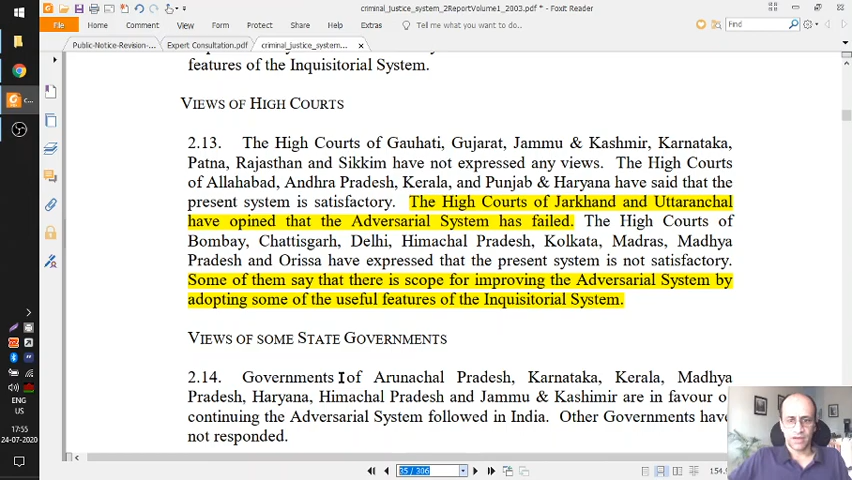 criminal_justice_system_2ReportVolume1_2003.pdf * - Foxit Reader
File Home Comment View Form Protect Share Help Extras Tell me what you want to do...
Find
Public-Notice-Revision-... Expert Consultation.pdf criminal_justice_system...
features of the Inquisitorial System.
VIEWS OF HIGH COURTS
2.13. The High Courts of Gauhati, Gujarat, Jammu & Kashmir, Karnataka,
Patna, Rajasthan and Sikkim have not expressed any views. The High Courts
of Allahabad, Andhra Pradesh, Kerala, and Punjab & Haryana have said that the
present system is satisfactory. The High Courts of Jarkhand and Uttaranchal
have opined that the Adversarial System has failed. The High Courts of
Bombay, Chattisgarh, Delhi, Himachal Pradesh, Kolkata, Madras, Madhya
Pradesh and Orissa have expressed that the present system is not satisfactory.
Some of them say that there is scope for improving the Adversarial System by
adopting some of the useful features of the Inquisitorial System.
VIEWS OF SOME STATE GOVERNMENTS
2.14. Governments of Arunachal Pradesh, Karnataka, Kerala, Madhya
Pradesh, Haryana, Himachal Pradesh and Jammu & Kashimir are in favour o
continuing the Adversarial System followed in India. Other Governments have
not responded.
ENG
US
17:55
24-07-2020
35 / 306
154.